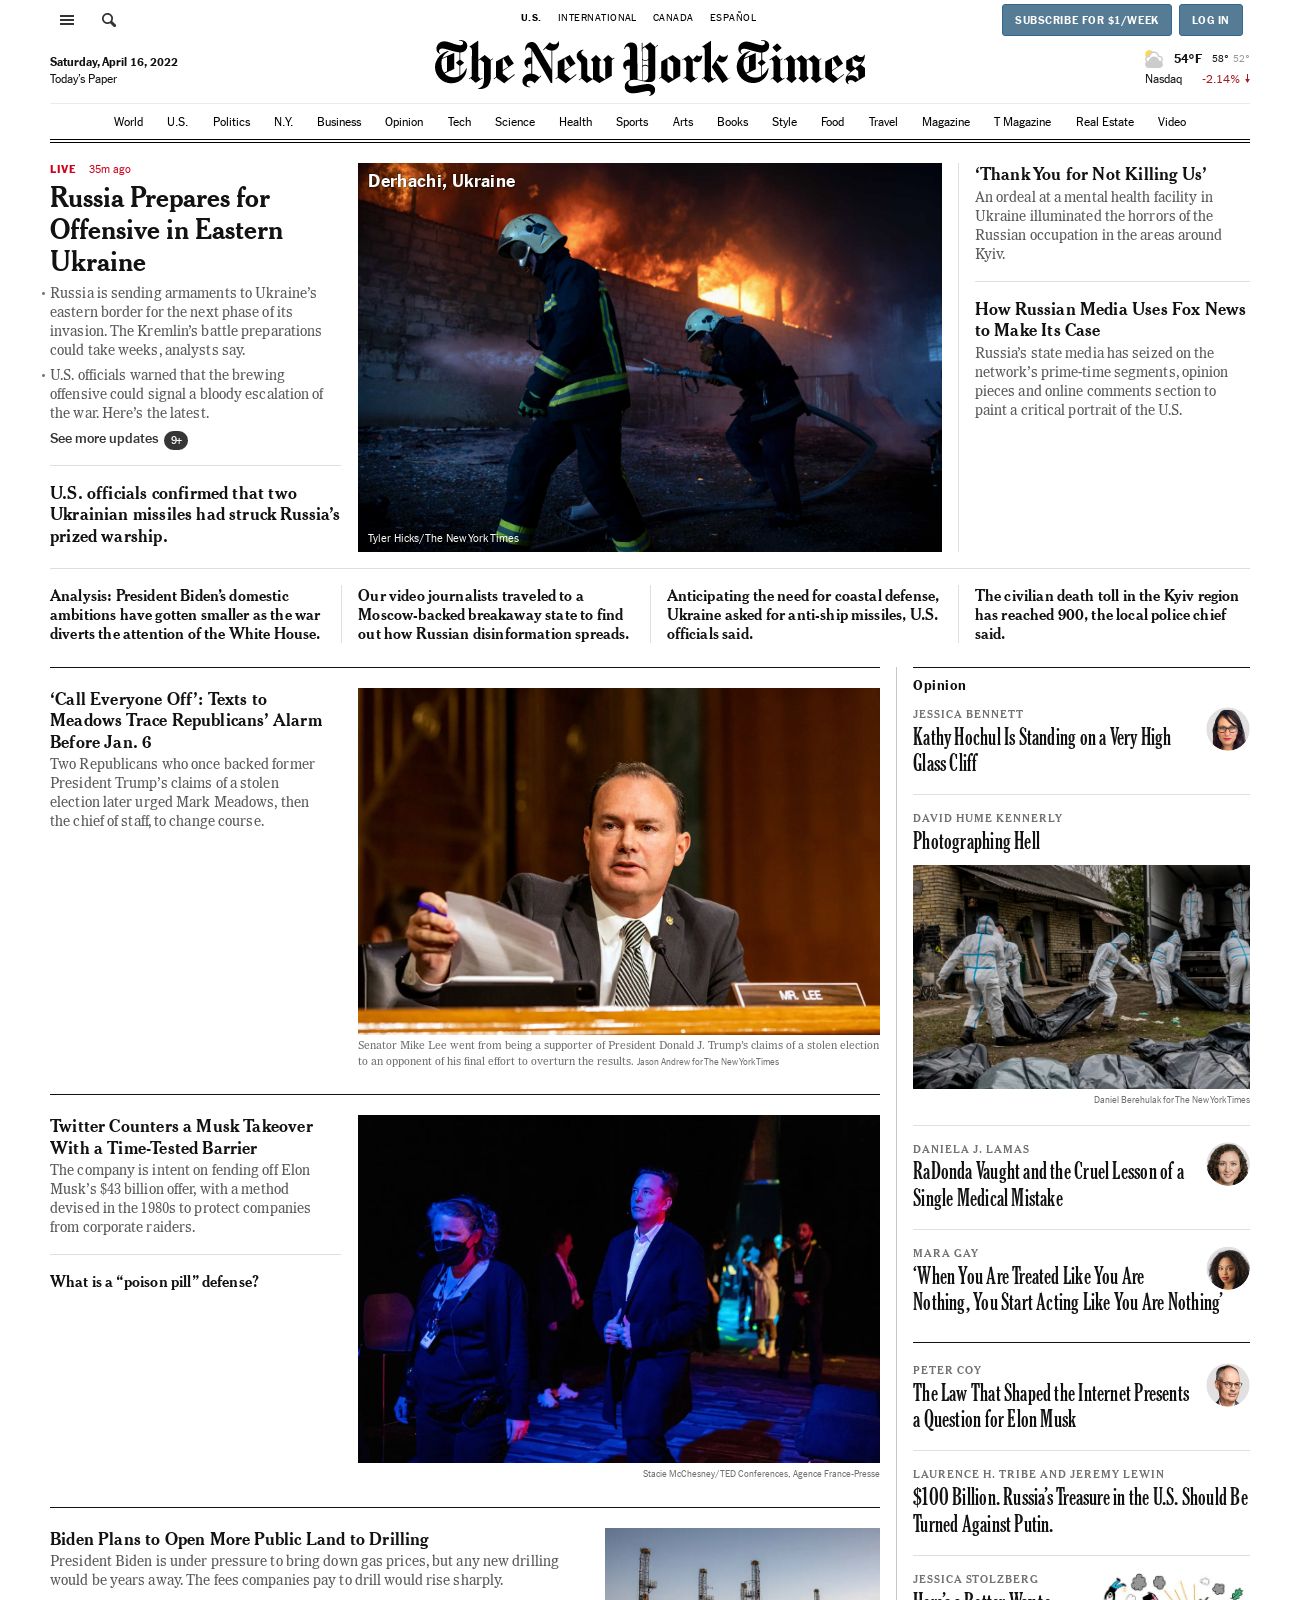 U.S. INTERNATIONAL CANADA ESPAÑOL
SUBSCRIBE FOR $1/WEEK LOG IN
Saturday, April 16, 2022
Today's Paper
The New York Times
54°F 58° 52°
Nasdaq -2.14%
World U.S. Politics N.Y. Business Opinion Tech Science Health Sports Arts Books Style Food Travel Magazine T Magazine Real Estate Video
LIVE 35m ago
Russia Prepares for
Offensive in Eastern
Ukraine
• Russia is sending armaments to Ukraine’s
eastern border for the next phase of its
invasion. The Kremlin’s battle preparations
could take weeks, analysts say.
• U.S. officials warned that the brewing
offensive could signal a bloody escalation of
the war. Here’s the latest.
See more updates 9+
U.S. officials confirmed that two
Ukrainian missiles had struck Russia’s
prized warship.
Derhachi, Ukraine
Tyler Hicks/The New York Times
‘Thank You for Not Killing Us’
An ordeal at a mental health facility in
Ukraine illuminated the horrors of the
Russian occupation in the areas around
Kyiv.
How Russian Media Uses Fox News
to Make Its Case
Russia’s state media has seized on the
network’s prime-time segments, opinion
pieces and online comments section to
paint a critical portrait of the U.S.
Analysis: President Biden’s domestic
ambitions have gotten smaller as the war
diverts the attention of the White House.
Our video journalists traveled to a
Moscow-backed breakaway state to find
out how Russian disinformation spreads.
Anticipating the need for coastal defense,
Ukraine asked for anti-ship missiles, U.S.
officials said.
The civilian death toll in the Kyiv region
has reached 900, the local police chief
said.
‘Call Everyone Off’: Texts to
Meadows Trace Republicans’ Alarm
Before Jan. 6
Two Republicans who once backed former
President Trump’s claims of a stolen
election later urged Mark Meadows, then
the chief of staff, to change course.
MR. LEE
Senator Mike Lee went from being a supporter of President Donald J. Trump’s claims of a stolen election
to an opponent of his final effort to overturn the results. Jason Andrew for The New York Times
Twitter Counters a Musk Takeover
With a Time-Tested Barrier
The company is intent on fending off Elon
Musk’s $43 billion offer, with a method
devised in the 1980s to protect companies
from corporate raiders.
What is a “poison pill” defense?
Stacie McChesney/TED Conferences, Agence France-Presse
Biden Plans to Open More Public Land to Drilling
President Biden is under pressure to bring down gas prices, but any new drilling
would be years away. The fees companies pay to drill would rise sharply.
Opinion
JESSICA BENNETT
Kathy Hochul Is Standing on a Very High
Glass Cliff
DAVID HUME KENNERLY
Photographing Hell
Daniel Berehulak for The New York Times
DANIELA J. LAMAS
RaDonda Vaught and the Cruel Lesson of a
Single Medical Mistake
MARA GAY
‘When You Are Treated Like You Are
Nothing, You Start Acting Like You Are Nothing’
PETER COY
The Law That Shaped the Internet Presents
a Question for Elon Musk
LAURENCE H. TRIBE AND JEREMY LEWIN
$100 Billion. Russia’s Treasure in the U.S. Should Be
Turned Against Putin.
JESSICA STOLZBERG
Here’s a Better Way to